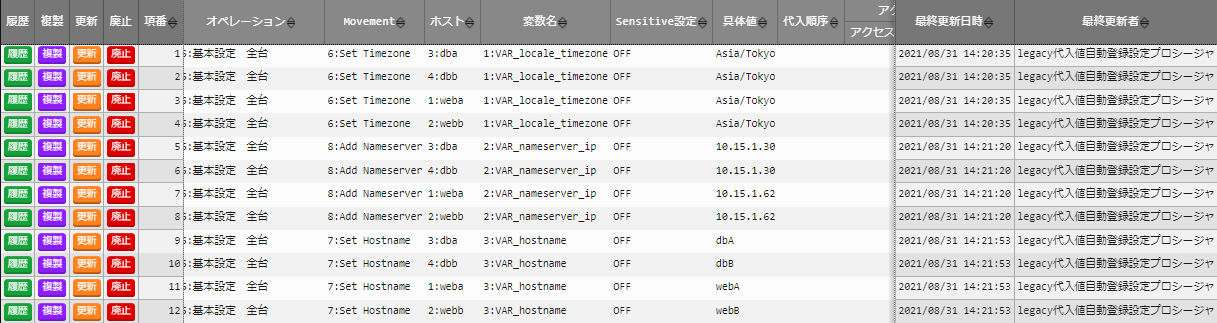 履歴 複製 更新 廃止 項番 オペレーション Movement ホスト 変数名 Sensitive設定 具体値 代入順序 アク 最終更新日時 最終更新者
アクセス
履歴 複製 更新 廃止 1 5:基本設定 全台 6:Set Timezone 3:dba 1:VAR_locale_timezone OFF Asia/Tokyo 2021/08/31 14:20:35 legacy代入値自動登録設定プロシージャ
履歴 複製 更新 廃止 2 5:基本設定 全台 6:Set Timezone 4:dbb 1:VAR_locale_timezone OFF Asia/Tokyo 2021/08/31 14:20:35 legacy代入値自動登録設定プロシージャ
履歴 複製 更新 廃止 3 5:基本設定 全台 6:Set Timezone 1:weba 1:VAR_locale_timezone OFF Asia/Tokyo 2021/08/31 14:20:35 legacy代入値自動登録設定プロシージャ
履歴 複製 更新 廃止 4 5:基本設定 全台 6:Set Timezone 2:webb 1:VAR_locale_timezone OFF Asia/Tokyo 2021/08/31 14:20:35 legacy代入値自動登録設定プロシージャ
履歴 複製 更新 廃止 5 5:基本設定 全台 8:Add Nameserver 3:dba 2:VAR_nameserver_ip OFF 10.15.1.30 2021/08/31 14:21:20 legacy代入値自動登録設定プロシージャ
履歴 複製 更新 廃止 6 5:基本設定 全台 8:Add Nameserver 4:dbb 2:VAR_nameserver_ip OFF 10.15.1.30 2021/08/31 14:21:20 legacy代入値自動登録設定プロシージャ
履歴 複製 更新 廃止 7 5:基本設定 全台 8:Add Nameserver 1:weba 2:VAR_nameserver_ip OFF 10.15.1.62 2021/08/31 14:21:20 legacy代入値自動登録設定プロシージャ
履歴 複製 更新 廃止 8 5:基本設定 全台 8:Add Nameserver 2:webb 2:VAR_nameserver_ip OFF 10.15.1.62 2021/08/31 14:21:20 legacy代入値自動登録設定プロシージャ
履歴 複製 更新 廃止 9 5:基本設定 全台 7:Set Hostname 3:dba 3:VAR_hostname OFF dbA 2021/08/31 14:21:53 legacy代入値自動登録設定プロシージャ
履歴 複製 更新 廃止 10 5:基本設定 全台 7:Set Hostname 4:dbb 3:VAR_hostname OFF dbB 2021/08/31 14:21:53 legacy代入値自動登録設定プロシージャ
履歴 複製 更新 廃止 11 5:基本設定 全台 7:Set Hostname 1:weba 3:VAR_hostname OFF webA 2021/08/31 14:21:53 legacy代入値自動登録設定プロシージャ
履歴 複製 更新 廃止 12 5:基本設定 全台 7:Set Hostname 2:webb 3:VAR_hostname OFF webB 2021/08/31 14:21:53 legacy代入値自動登録設定プロシージャ